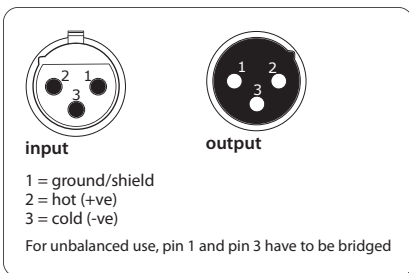 2 1
3
1 2
3
input
output
1 = ground/shield
2 = hot (+ve)
3 = cold (-ve)
For unbalanced use, pin 1 and pin 3 have to be bridged